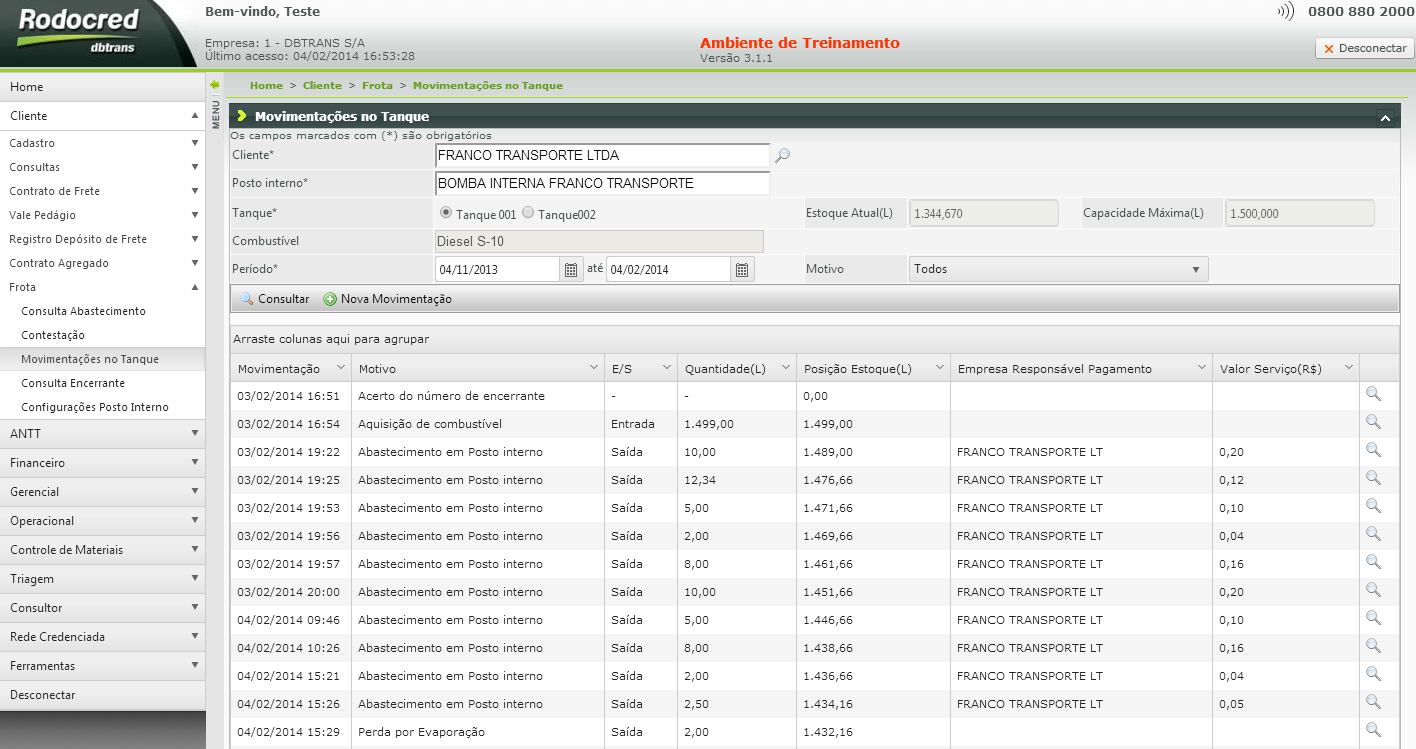 Rodocred
dbtrans
Bem-vindo, Teste
0800 880 2000
Empresa: 1 - DBTRANS S/A
Último acesso: 04/02/2014 16:53:28
Ambiente de Treinamento
Versão 3.1.1
Desconectar
Home
Cliente
Cadastro
Consultas
Contrato de Frete
Vale Pedágio
Registro Depósito de Frete
Contrato Agregado
Frota
Consulta Abastecimento
Contestação
Movimentações no Tanque
Consulta Encerrante
Configurações Posto Interno
ANTT
Financeiro
Gerencial
Operacional
Controle de Materiais
Triagem
Consultor
Rede Credenciada
Ferramentas
Desconectar
MENU
Home > Cliente > Frota > Movimentações no Tanque
Movimentações no Tanque
Os campos marcados com (*) são obrigatórios
Cliente* FRANCO TRANSPORTE LTDA
Posto interno* BOMBA INTERNA FRANCO TRANSPORTE
Tanque* Tanque 001 Tanque002 Estoque Atual(L) 1.344,670 Capacidade Máxima(L) 1.500,000
Combustível Diesel S-10
Período* 04/11/2013 até 04/02/2014 Motivo Todos
Consultar Nova Movimentação
Arraste colunas aqui para agrupar
Movimentação Motivo E/S Quantidade(L) Posição Estoque(L) Empresa Responsável Pagamento Valor Serviço(R$)
03/02/2014 16:51 Acerto do número de encerrante - - 0,00
03/02/2014 16:54 Aquisição de combustível Entrada 1.499,00 1.499,00
03/02/2014 19:22 Abastecimento em Posto interno Saída 10,00 1.489,00 FRANCO TRANSPORTE LT 0,20
03/02/2014 19:25 Abastecimento em Posto interno Saída 12,34 1.476,66 FRANCO TRANSPORTE LT 0,12
03/02/2014 19:53 Abastecimento em Posto interno Saída 5,00 1.471,66 FRANCO TRANSPORTE LT 0,10
03/02/2014 19:56 Abastecimento em Posto interno Saída 2,00 1.469,66 FRANCO TRANSPORTE LT 0,04
03/02/2014 19:57 Abastecimento em Posto interno Saída 8,00 1.461,66 FRANCO TRANSPORTE LT 0,16
03/02/2014 20:00 Abastecimento em Posto interno Saída 10,00 1.451,66 FRANCO TRANSPORTE LT 0,20
04/02/2014 09:46 Abastecimento em Posto interno Saída 5,00 1.446,66 FRANCO TRANSPORTE LT 0,10
04/02/2014 10:26 Abastecimento em Posto interno Saída 8,00 1.438,66 FRANCO TRANSPORTE LT 0,16
04/02/2014 15:21 Abastecimento em Posto interno Saída 2,00 1.436,66 FRANCO TRANSPORTE LT 0,04
04/02/2014 15:26 Abastecimento em Posto interno Saída 2,50 1.434,16 FRANCO TRANSPORTE LT 0,05
04/02/2014 15:29 Perda por Evaporação Saída 2,00 1.432,16